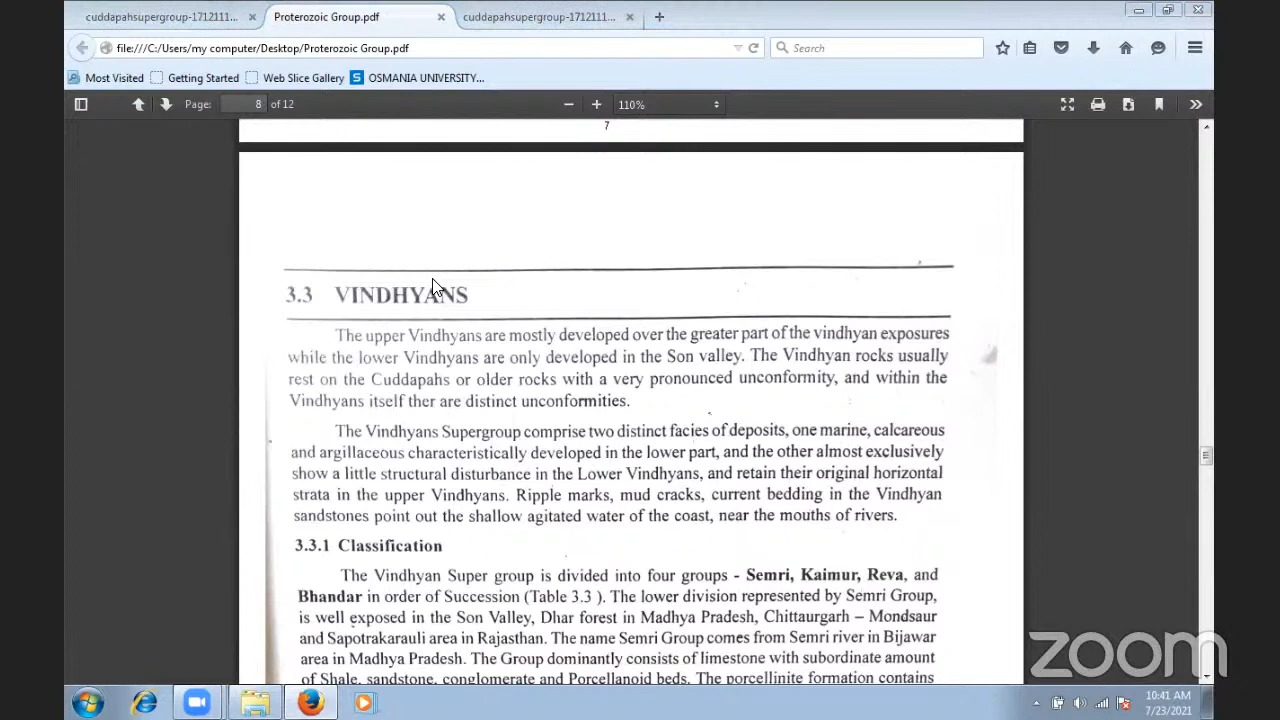 cuddapahsupergroup-1712111... Proterozoic Group.pdf cuddapahsupergroup-1712111...
file:///C:/Users/my computer/Desktop/Proterozoic Group.pdf Search
Most Visited Getting Started Web Slice Gallery OSMANIA UNIVERSITY...
Page: 8 of 12 110%
7
3.3 VINDHYANS
The upper Vindhyans are mostly developed over the greater part of the vindhyan exposures
while the lower Vindhyans are only developed in the Son valley. The Vindhyan rocks usually
rest on the Cuddapahs or older rocks with a very pronounced unconformity, and within the
Vindhyans itself ther are distinct unconformities.
The Vindhyans Supergroup comprise two distinct facies of deposits, one marine, calcareous
and argillaceous characteristically developed in the lower part, and the other almost exclusively
show a little structural disturbance in the Lower Vindhyans, and retain their original horizontal
strata in the upper Vindhyans. Ripple marks, mud cracks, current bedding in the Vindhyan
sandstones point out the shallow agitated water of the coast, near the mouths of rivers.
3.3.1 Classification
The Vindhyan Super group is divided into four groups - Semri, Kaimur, Reva, and
Bhandar in order of Succession (Table 3.3 ). The lower division represented by Semri Group,
is well exposed in the Son Valley, Dhar forest in Madhya Pradesh, Chittaurgarh – Mondsaur
and Sapotrakarauli area in Rajasthan. The name Semri Group comes from Semri river in Bijawar
area in Madhya Pradesh. The Group dominantly consists of limestone with subordinate amount
of Shale, sandstone, conglomerate and Porcellanoid beds. The porcellinite formation contains
zoom
10:41 AM
7/23/2021